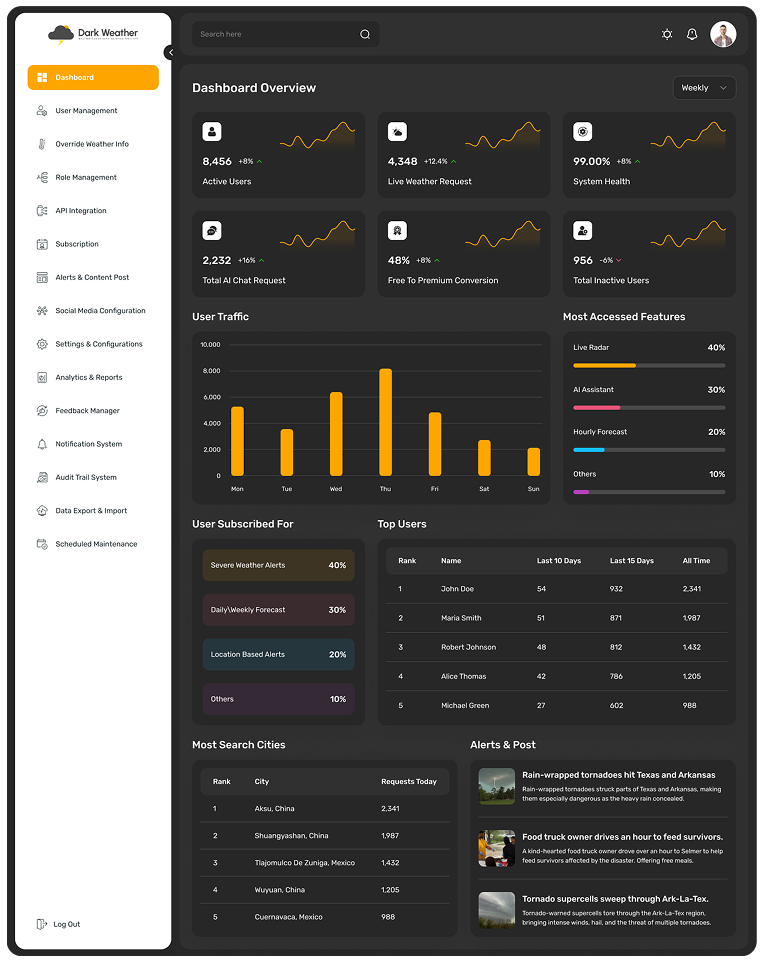 Dark Weather
Dashboard
User Management
Override Weather Info
Role Management
API Integration
Subscription
Alerts & Content Post
Social Media Configuration
Settings & Configurations
Analytics & Reports
Feedback Manager
Notification System
Audit Trail System
Data Export & Import
Scheduled Maintenance
Log Out
Search here
Dashboard Overview
Weekly
8,456 +8%
Active Users
4,348 +12.4%
Live Weather Request
99.00% +8%
System Health
2,232 +16%
Total AI Chat Request
48% +8%
Free To Premium Conversion
956 -6%
Total Inactive Users
User Traffic
10,000
8,000
6,000
4,000
2,000
0
Mon Tue Wed Thu Fri Sat Sun
Most Accessed Features
Live Radar 40%
AI Assistant 30%
Hourly Forecast 20%
Others 10%
User Subscribed For
Severe Weather Alerts 40%
Daily\Weekly Forecast 30%
Location Based Alerts 20%
Others 10%
Top Users
Rank Name Last 10 Days Last 15 Days All Time
1 John Doe 54 932 2,341
2 Maria Smith 51 871 1,987
3 Robert Johnson 48 812 1,432
4 Alice Thomas 42 786 1,205
5 Michael Green 27 602 988
Most Search Cities
Rank City Requests Today
1 Aksu, China 2,341
2 Shuangyashan, China 1,987
3 Tlajomulco De Zuniga, Mexico 1,432
4 Wuyuan, China 1,205
5 Cuernavaca, Mexico 988
Alerts & Post
Rain-wrapped tornadoes hit Texas and Arkansas
Rain-wrapped tornadoes struck parts of Texas and Arkansas, making
them especially dangerous as the heavy rain concealed.
Food truck owner drives an hour to feed survivors.
A kind-hearted food truck owner drove over an hour to Selmer to help
feed survivors affected by the disaster. Offering free meals.
Tornado supercells sweep through Ark-La-Tex.
Tornado-warned supercells tore through the Ark-La-Tex region,
bringing intense winds, hail, and the threat of multiple tornadoes.